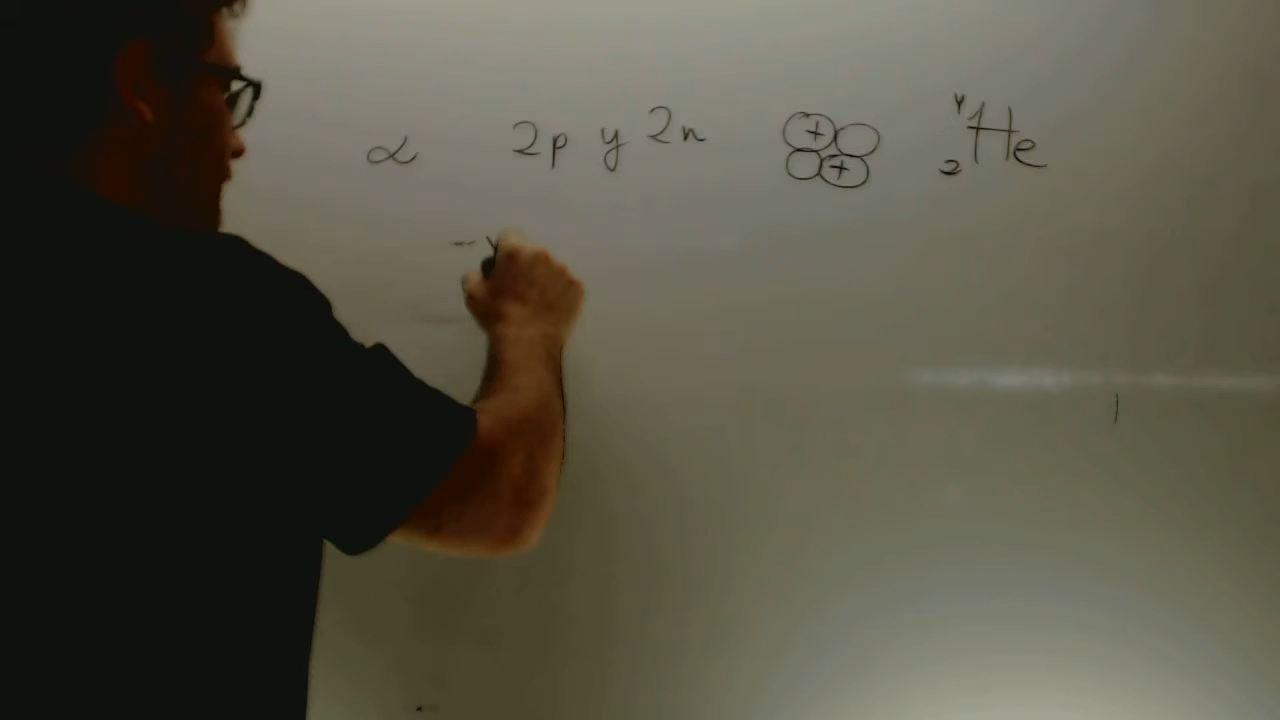 α 2p y 2n ++ ⁴₂He
-